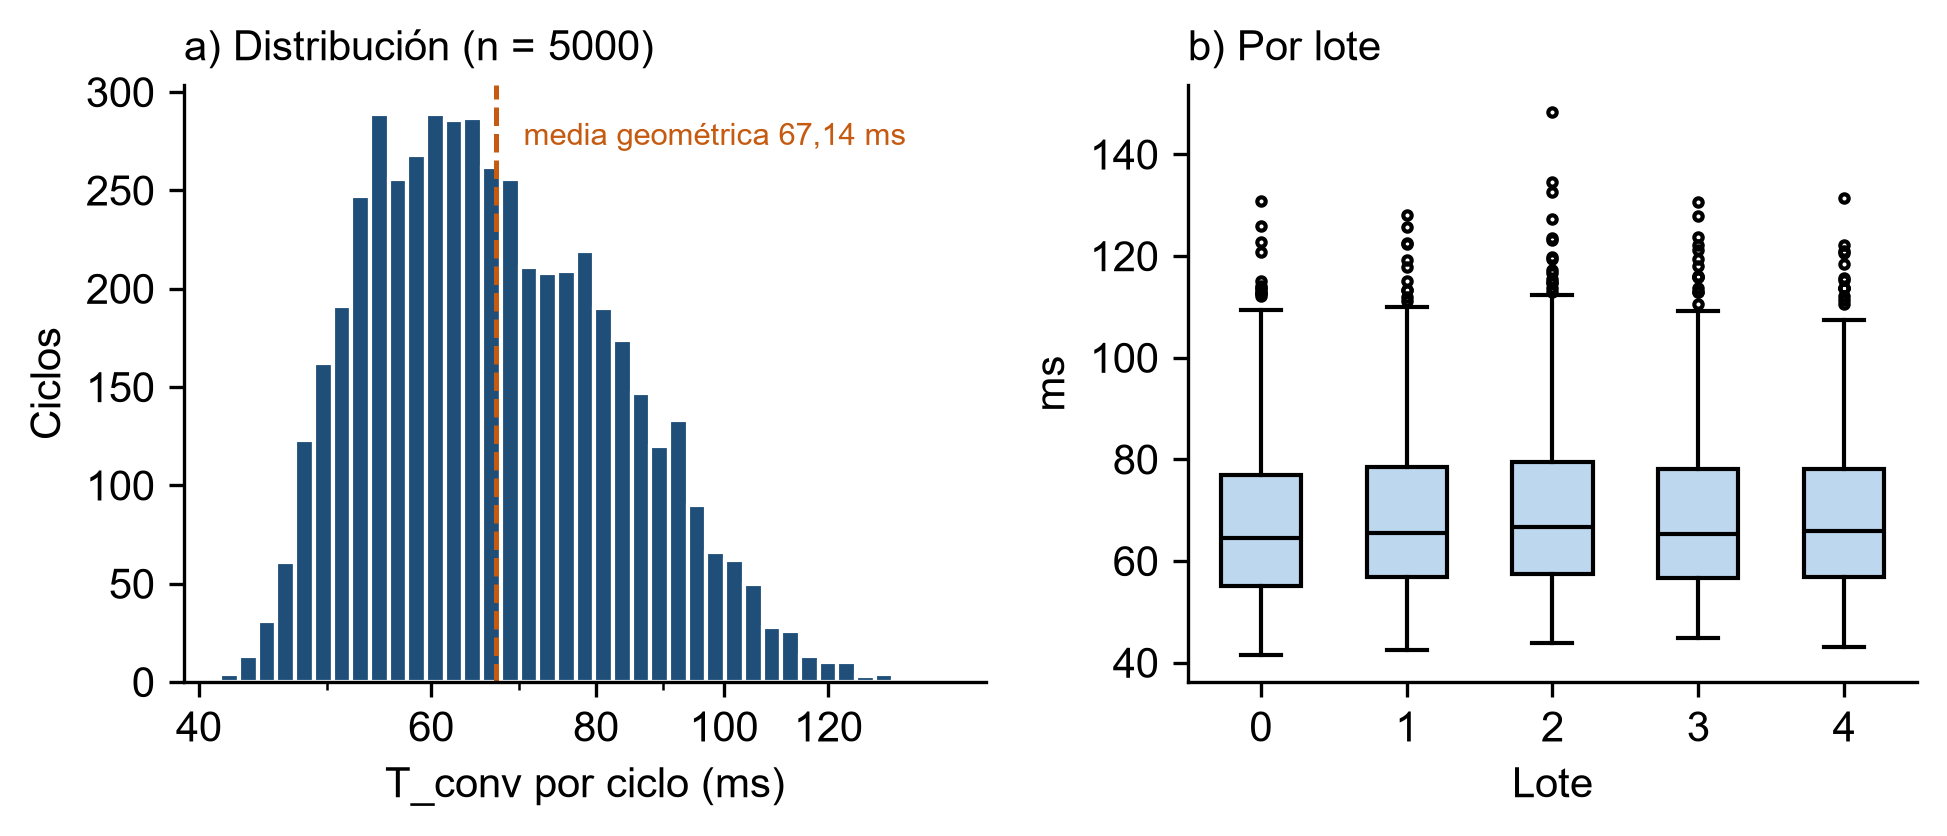 a) Distribución (n = 5000)
300
250
200
150
100
50
0
Ciclos
media geométrica 67,14 ms
40 60 80 100 120
T_conv por ciclo (ms)
b) Por lote
140
120
100
80
60
40
ms
0 1 2 3 4
Lote